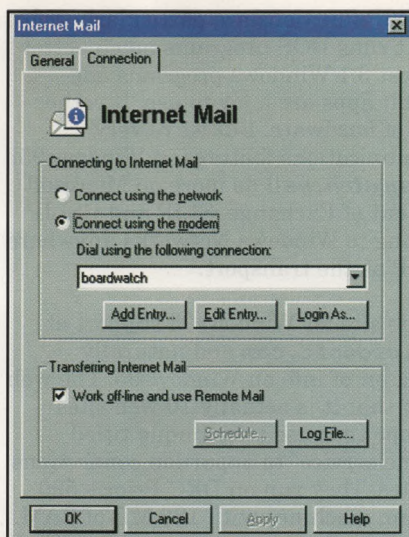 Internet Mail
General Connection
Internet Mail
Connecting to Internet Mail
Connect using the network
Connect using the modem
Dial using the following connection:
boardwatch
Add Entry... Edit Entry... Login As...
Transferring Internet Mail
Work off-line and use Remote Mail
Schedule... Log File...
OK Cancel Apply Help